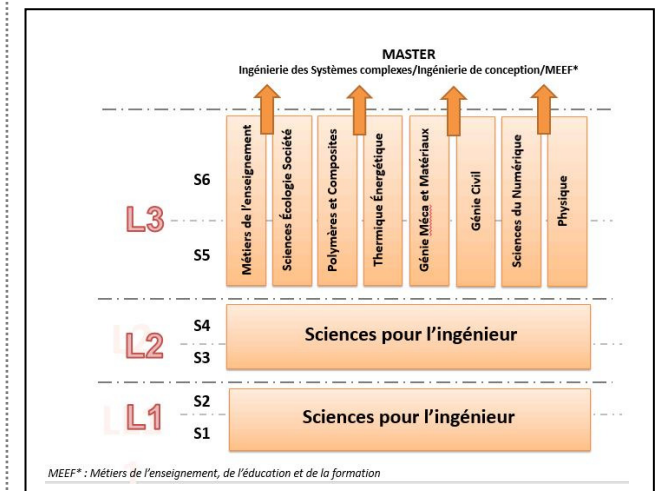 MASTER
Ingénierie des Systèmes complexes/Ingénierie de conception/MEEF*
S6
L3
S5
Métiers de l'enseignement
Sciences Écologie Société
Polymères et Composites
Thermique Énergétique
Génie Méca et Matériaux
Génie Civil
Sciences du Numérique
Physique
S4
L2
S3
Sciences pour l'ingénieur
S2
L1
S1
Sciences pour l'ingénieur
MEEF* : Métiers de l'enseignement, de l'éducation et de la formation